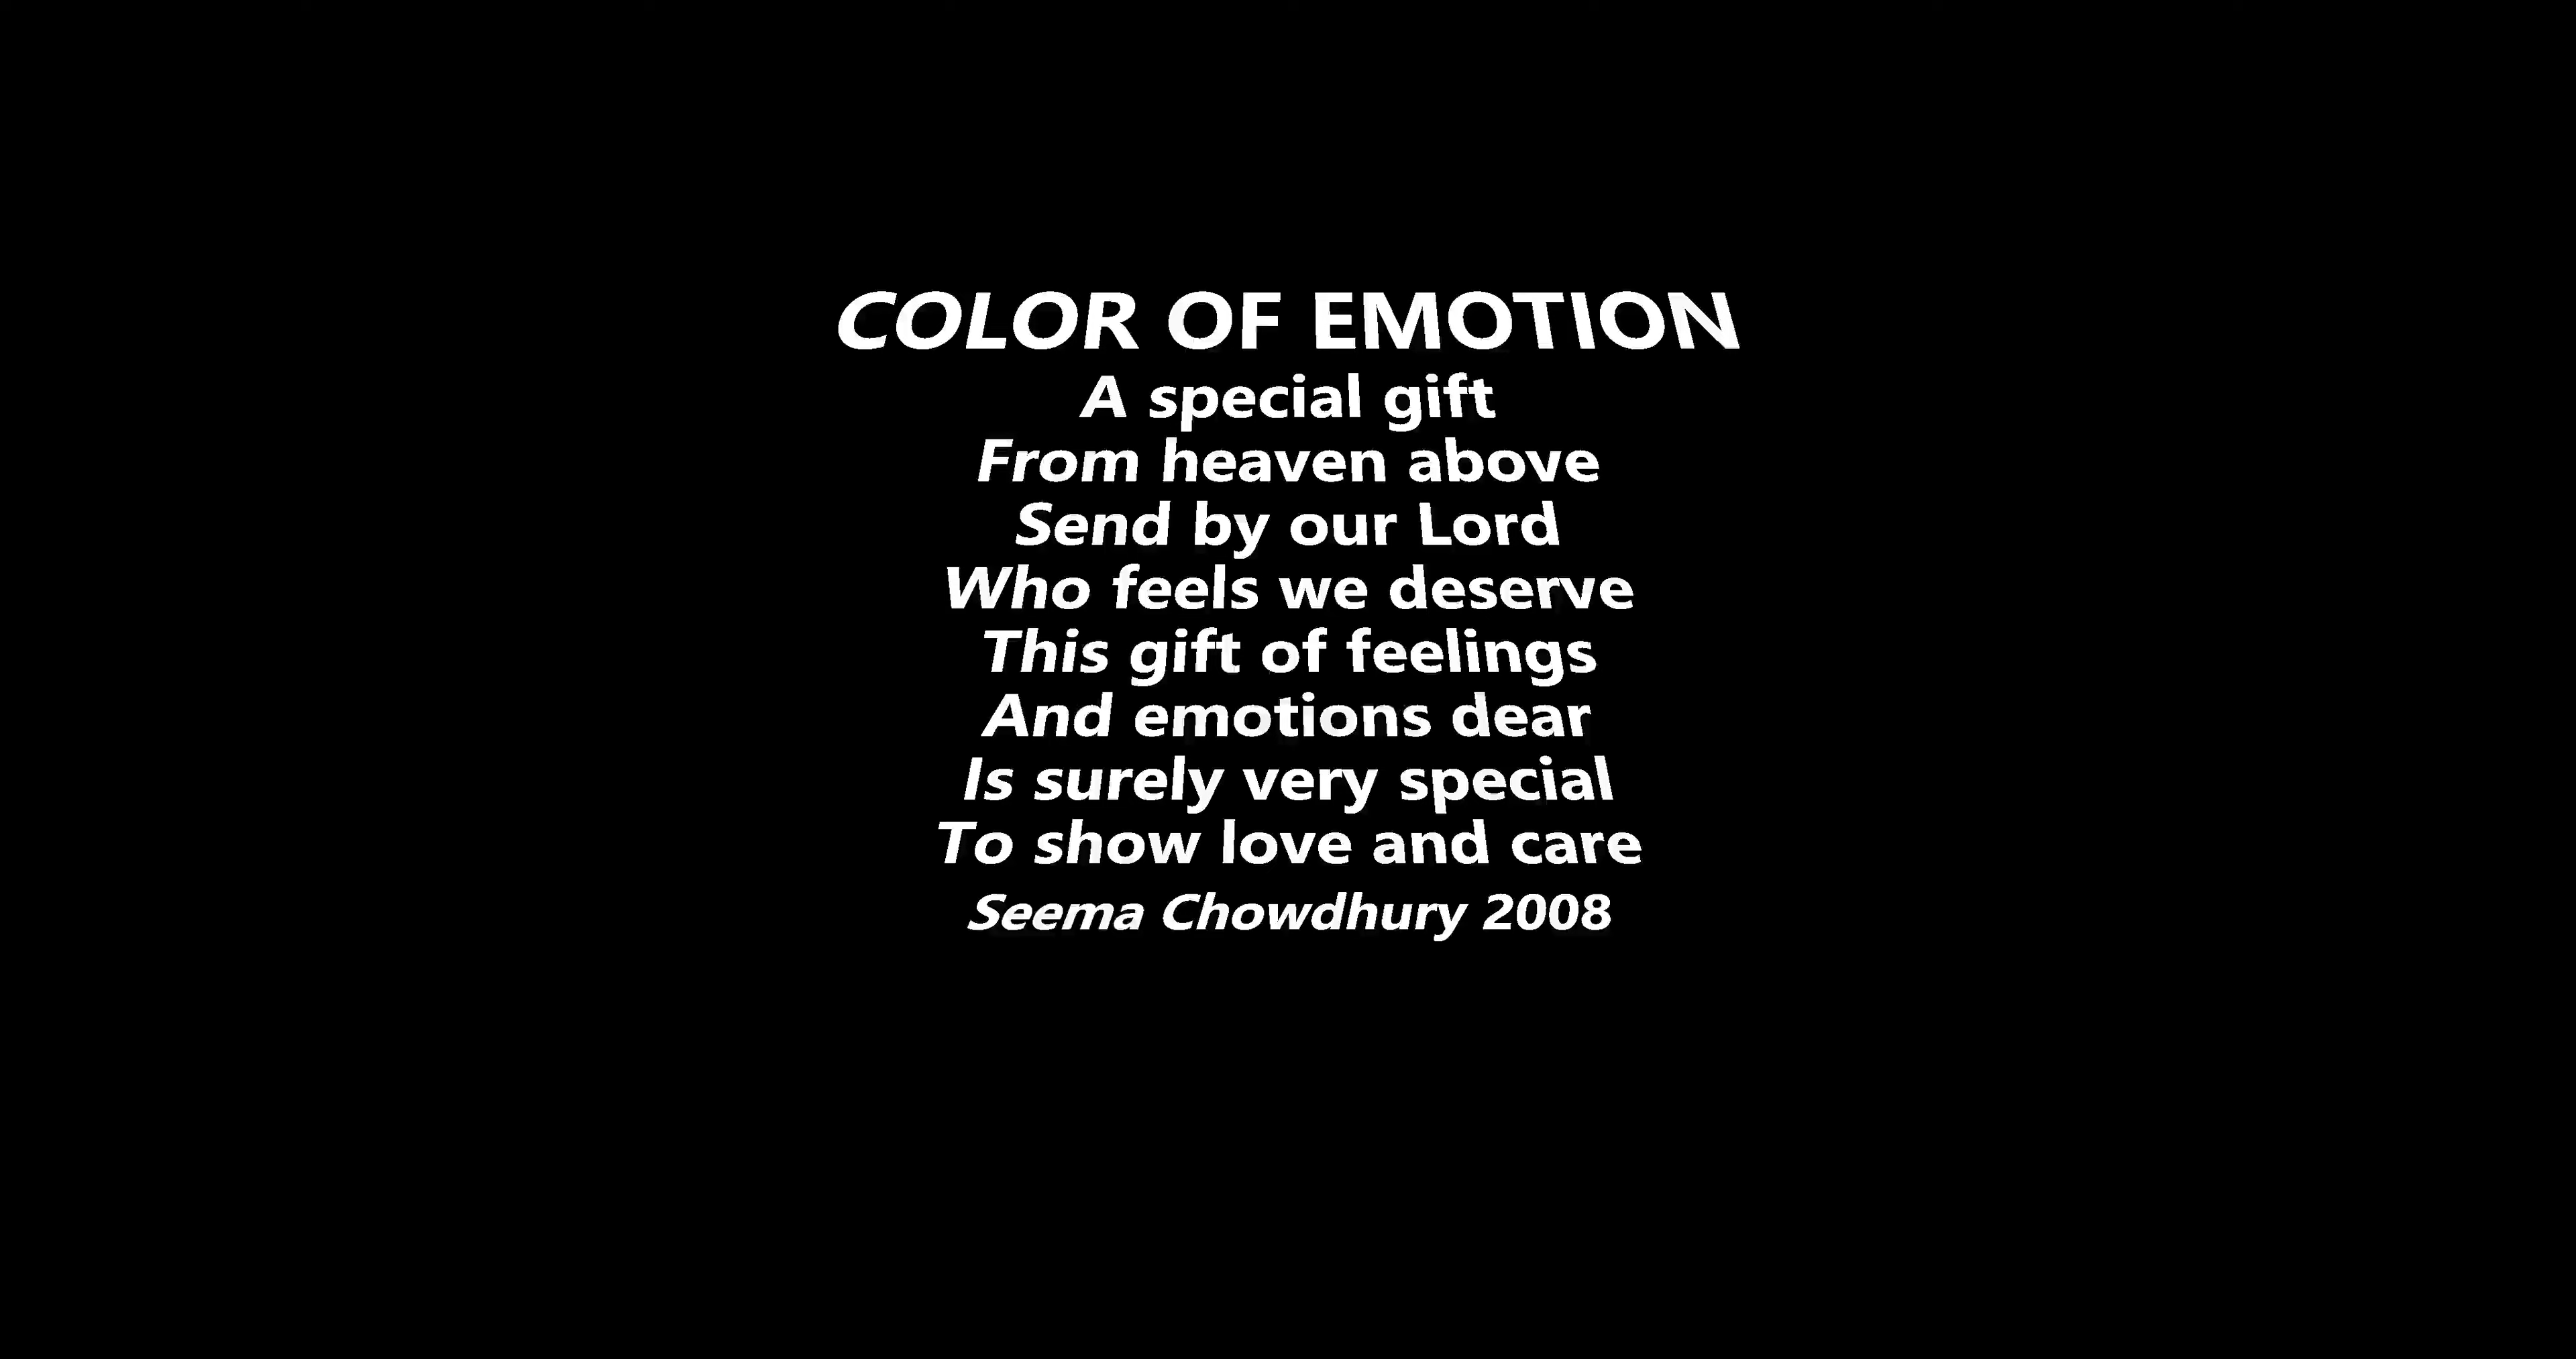 COLOR OF EMOTION
A special gift
From heaven above
Send by our Lord
Who feels we deserve
This gift of feelings
And emotions dear
Is surely very special
To show love and care
Seema Chowdhury 2008